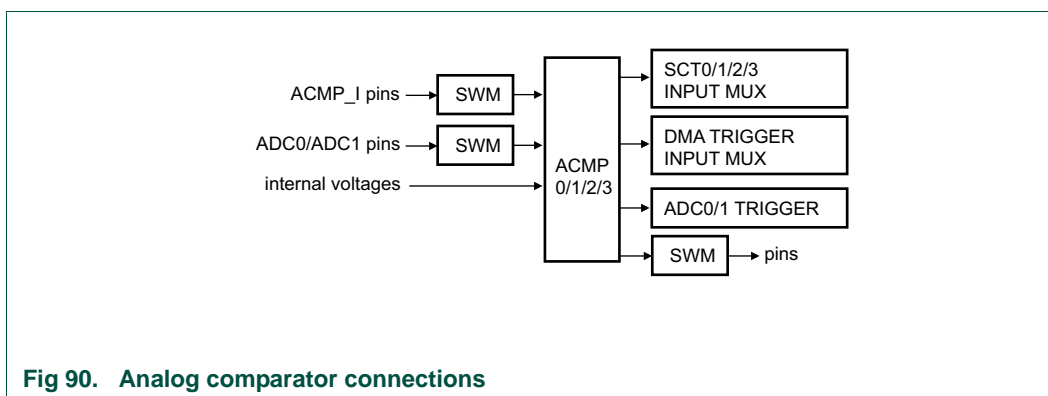 ACMP_I pins
SWM
ADC0/ADC1 pins
SWM
internal voltages
ACMP
0/1/2/3
SCT0/1/2/3
INPUT MUX
DMA TRIGGER
INPUT MUX
ADC0/1 TRIGGER
SWM
pins
Fig 90. Analog comparator connections